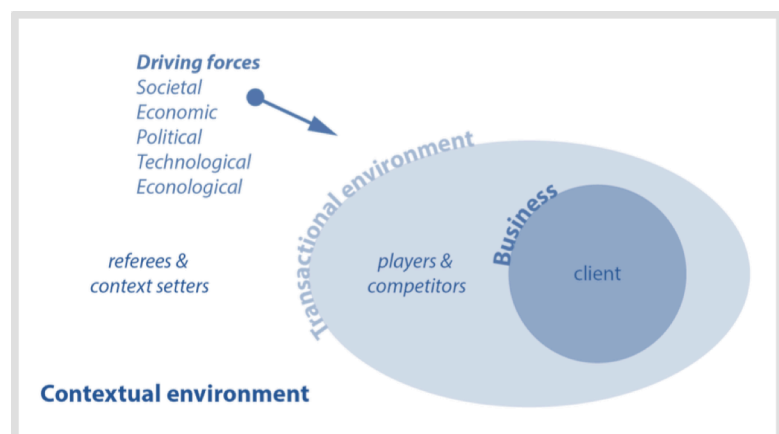 Driving forces
Societal
Economic
Political
Technological
Econological
Transactional environment
Business
referees &
context setters
players &
competitors
client
Contextual environment